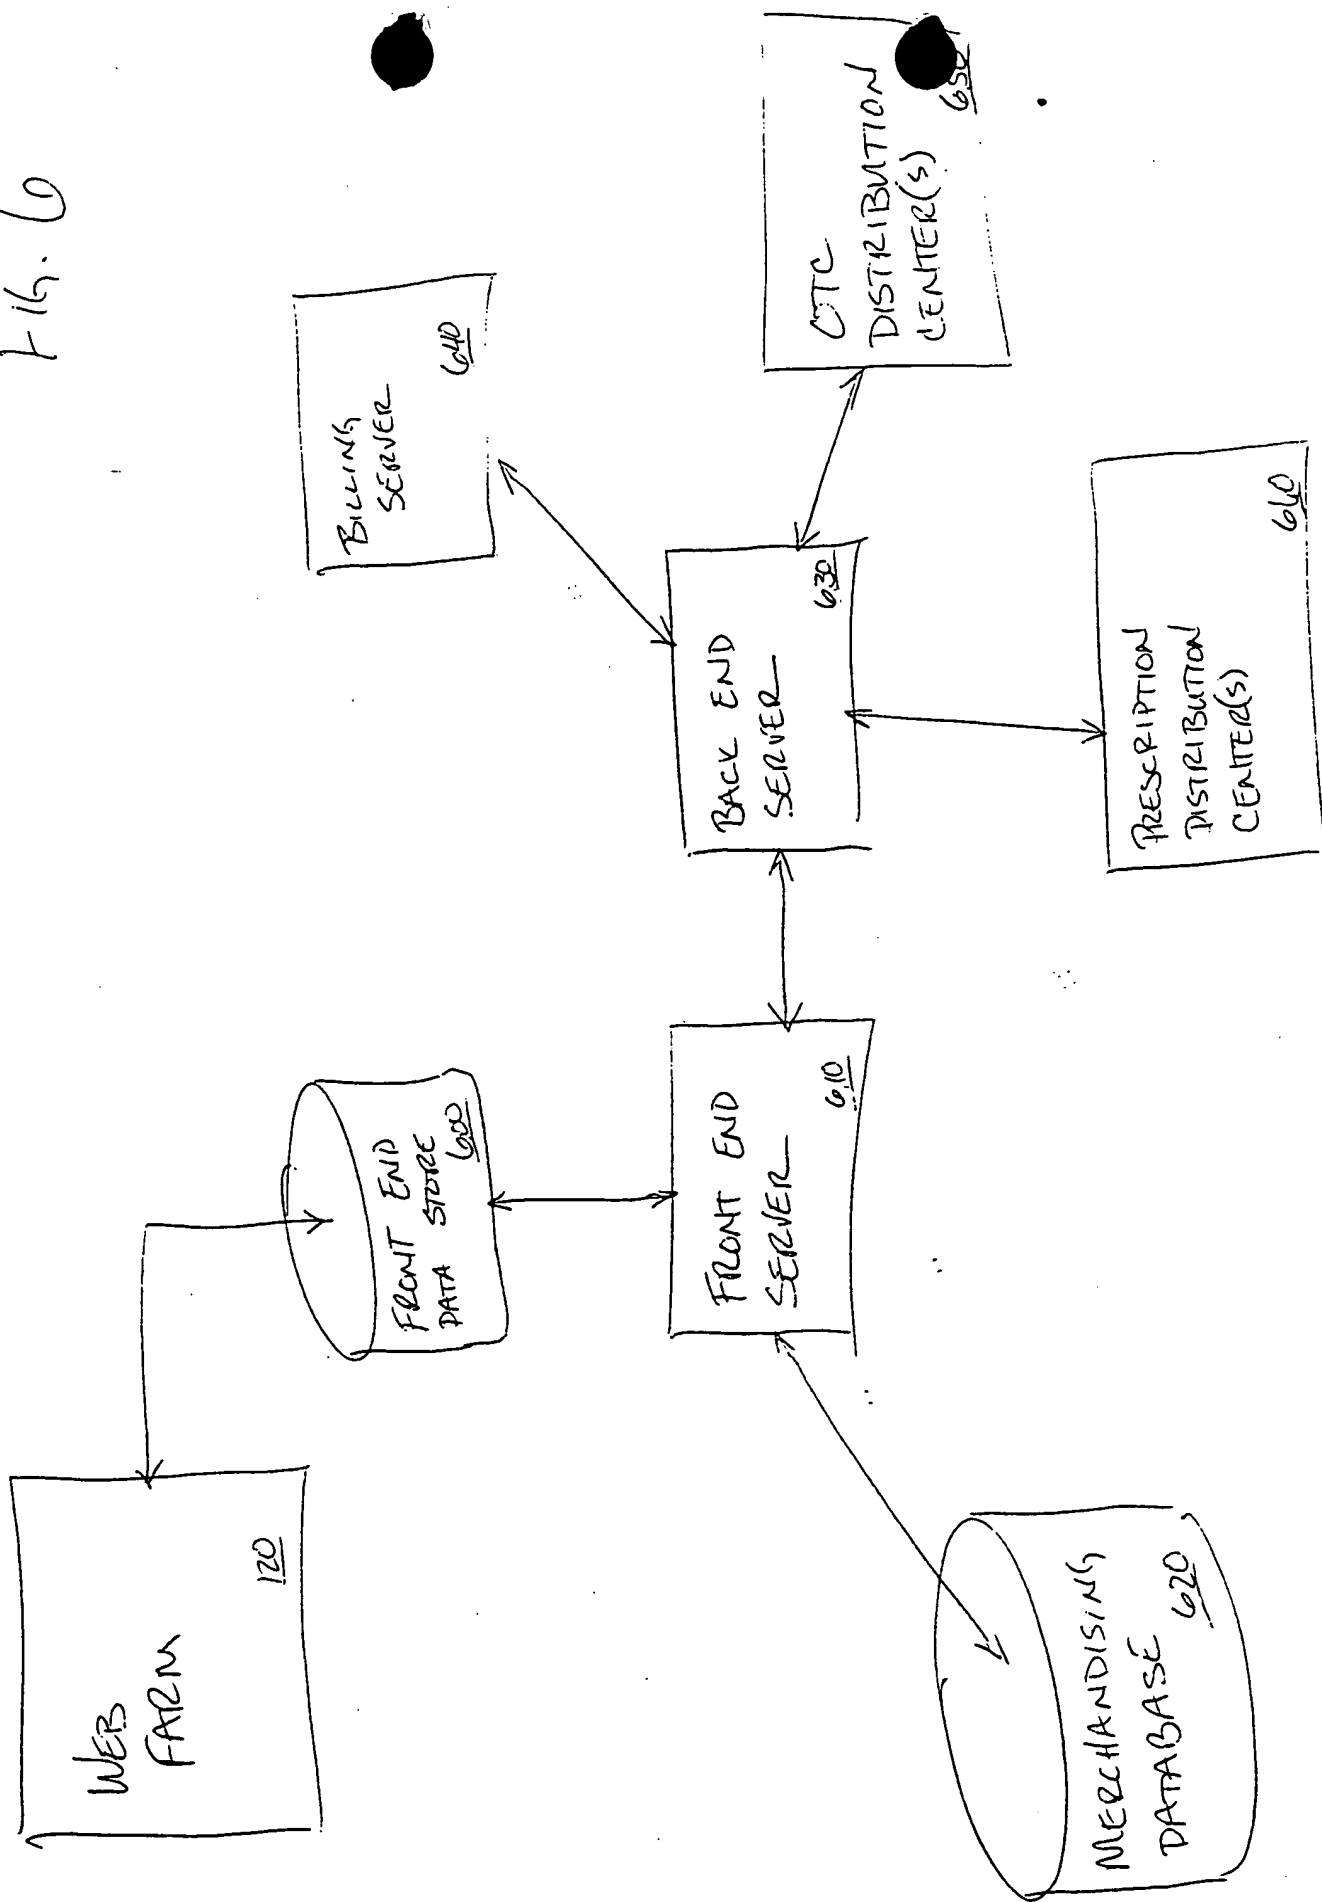 FIG. 6
WEB
FARM
120
FRONT END
DATA STORE
600
BILLING
SERVER
640
FRONT END
SERVER
610
BACK END
SERVER
630
OTC
DISTRIBUTION
CENTER(S)
650
MERCHANDISING
DATABASE
620
PRESCRIPTION
DISTRIBUTION
CENTER(S)
660